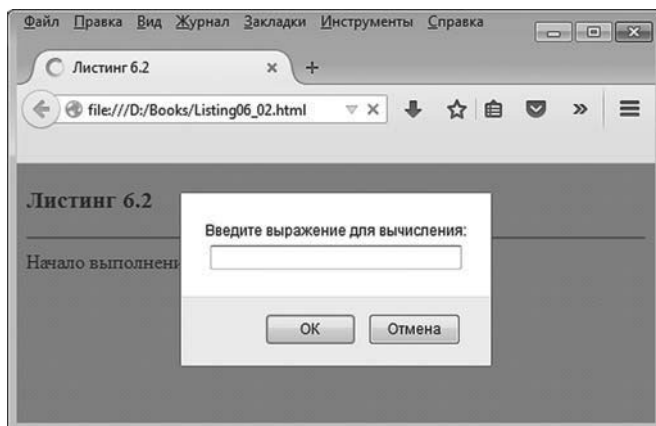 Файл Правка Вид Журнал Закладки Инструменты Справка
Листинг 6.2
file:///D:/Books/Listing06_02.html
Листинг 6.2
Введите выражение для вычисления:
Начало выполнени
OK Отмена